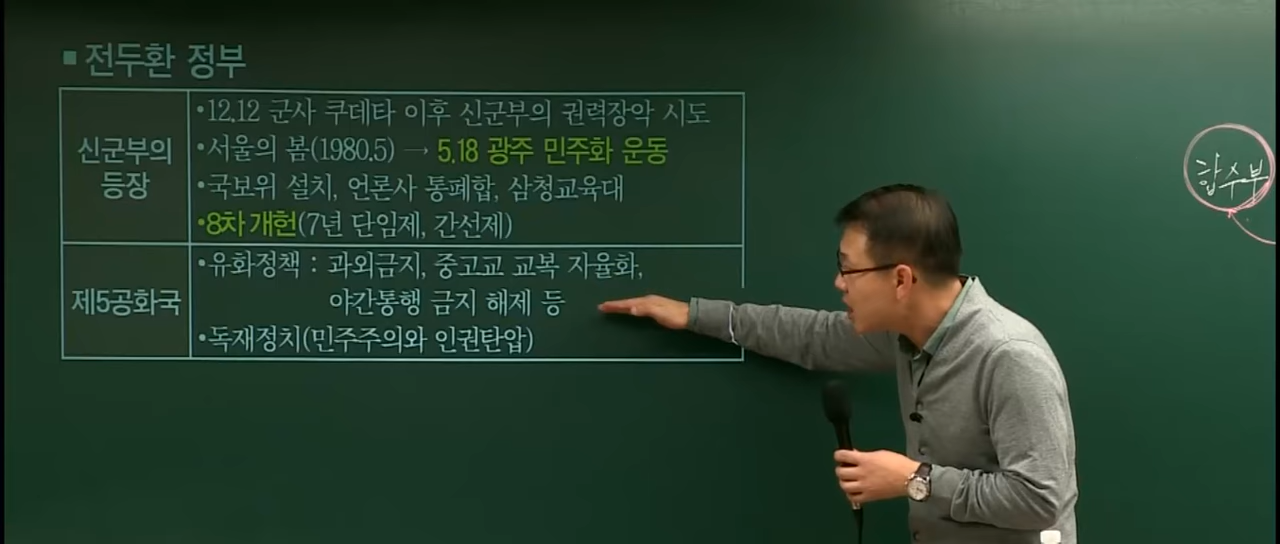 ▪ 전두환 정부
신군부의
등장
•12.12 군사 쿠데타 이후 신군부의 권력장악 시도
•서울의 봄(1980.5) → 5.18 광주 민주화 운동
•국보위 설치, 언론사 통폐합, 삼청교육대
•8차 개헌(7년 단임제, 간선제)
제5공화국
•유화정책 : 과외금지, 중고교 교복 자율화,
야간통행 금지 해제 등
•독재정치(민주주의와 인권탄압)
합수부